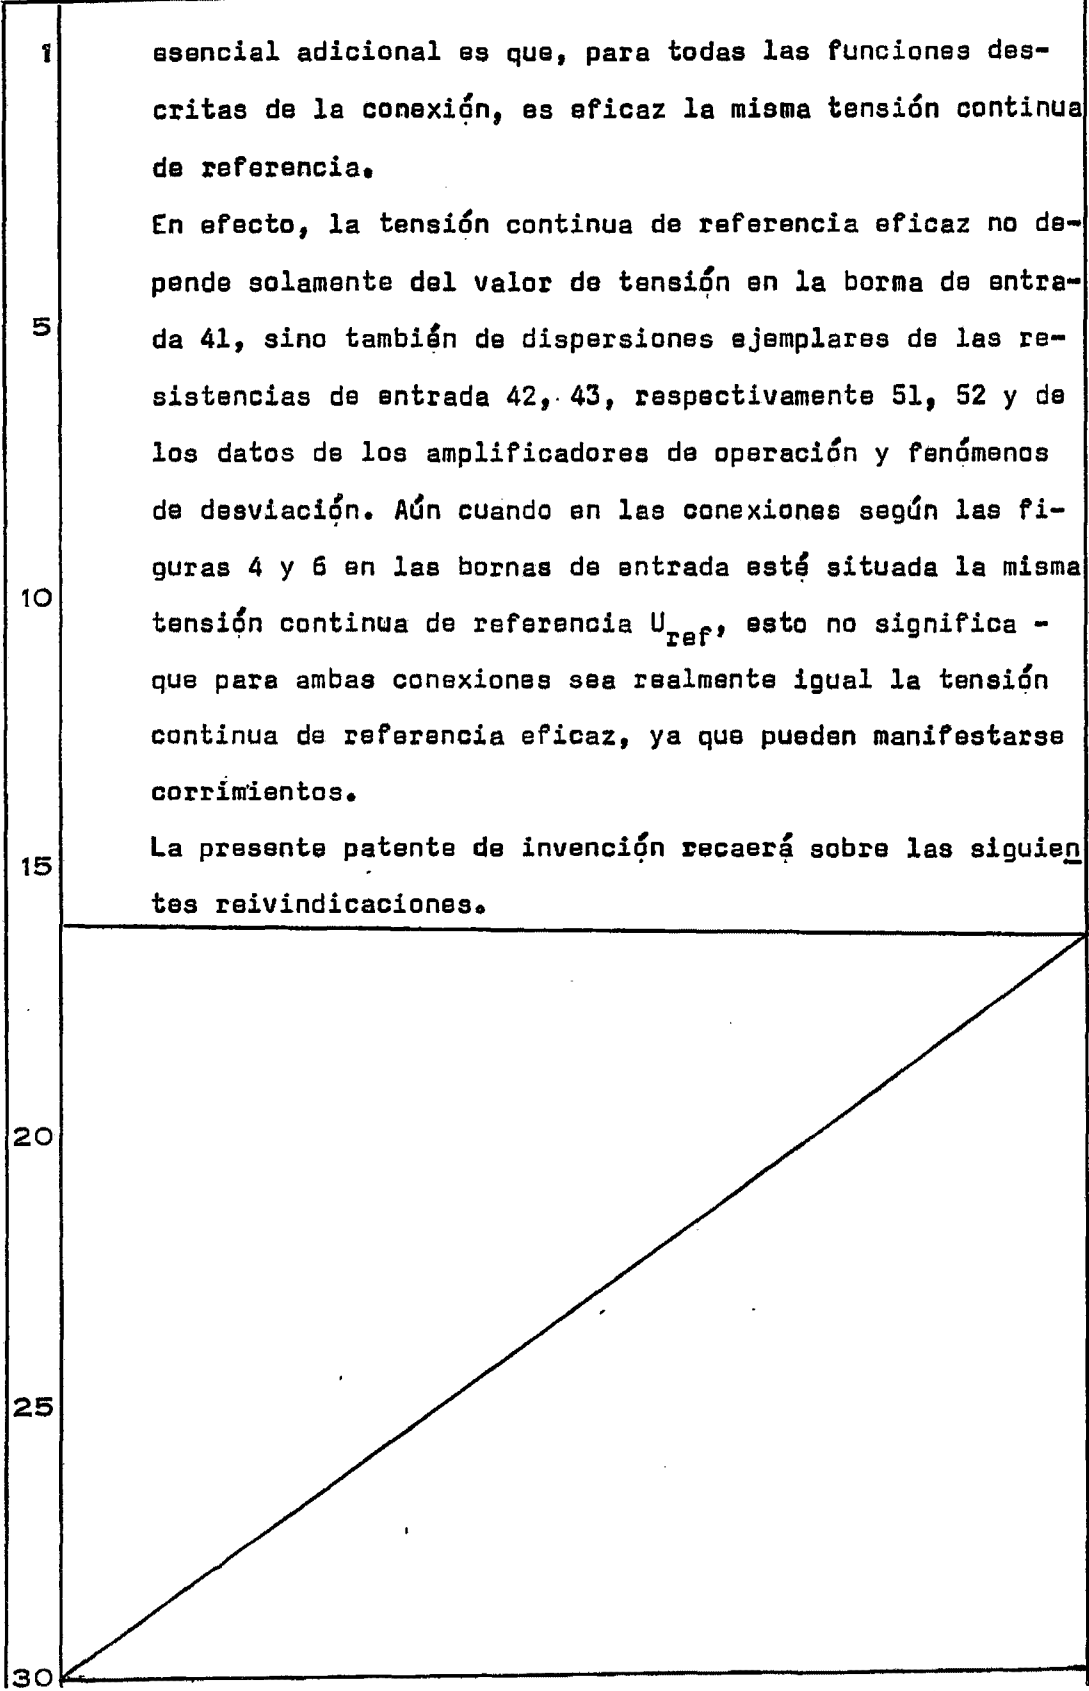 1 esencial adicional es que, para todas las funciones des-
critas de la conexión, es eficaz la misma tensión continua
de referencia.
En efecto, la tensión continua de referencia eficaz no de-
pende solamente del valor de tensión en la borma de entra-
5 da 41, sino también de dispersiones ejemplares de las re-
sistencias de entrada 42, 43, respectivamente 51, 52 y de
los datos de los amplificadores de operación y fenómenos
de desviación. Aún cuando en las conexiones según las fi-
guras 4 y 6 en las bornas de entrada esté situada la misma
10 tensión continua de referencia U_ref, esto no significa -
que para ambas conexiones sea realmente igual la tensión
continua de referencia eficaz, ya que pueden manifestarse
corrimientos.
15 La presente patente de invención recaerá sobre las siguien
tes reivindicaciones.
20
25
30